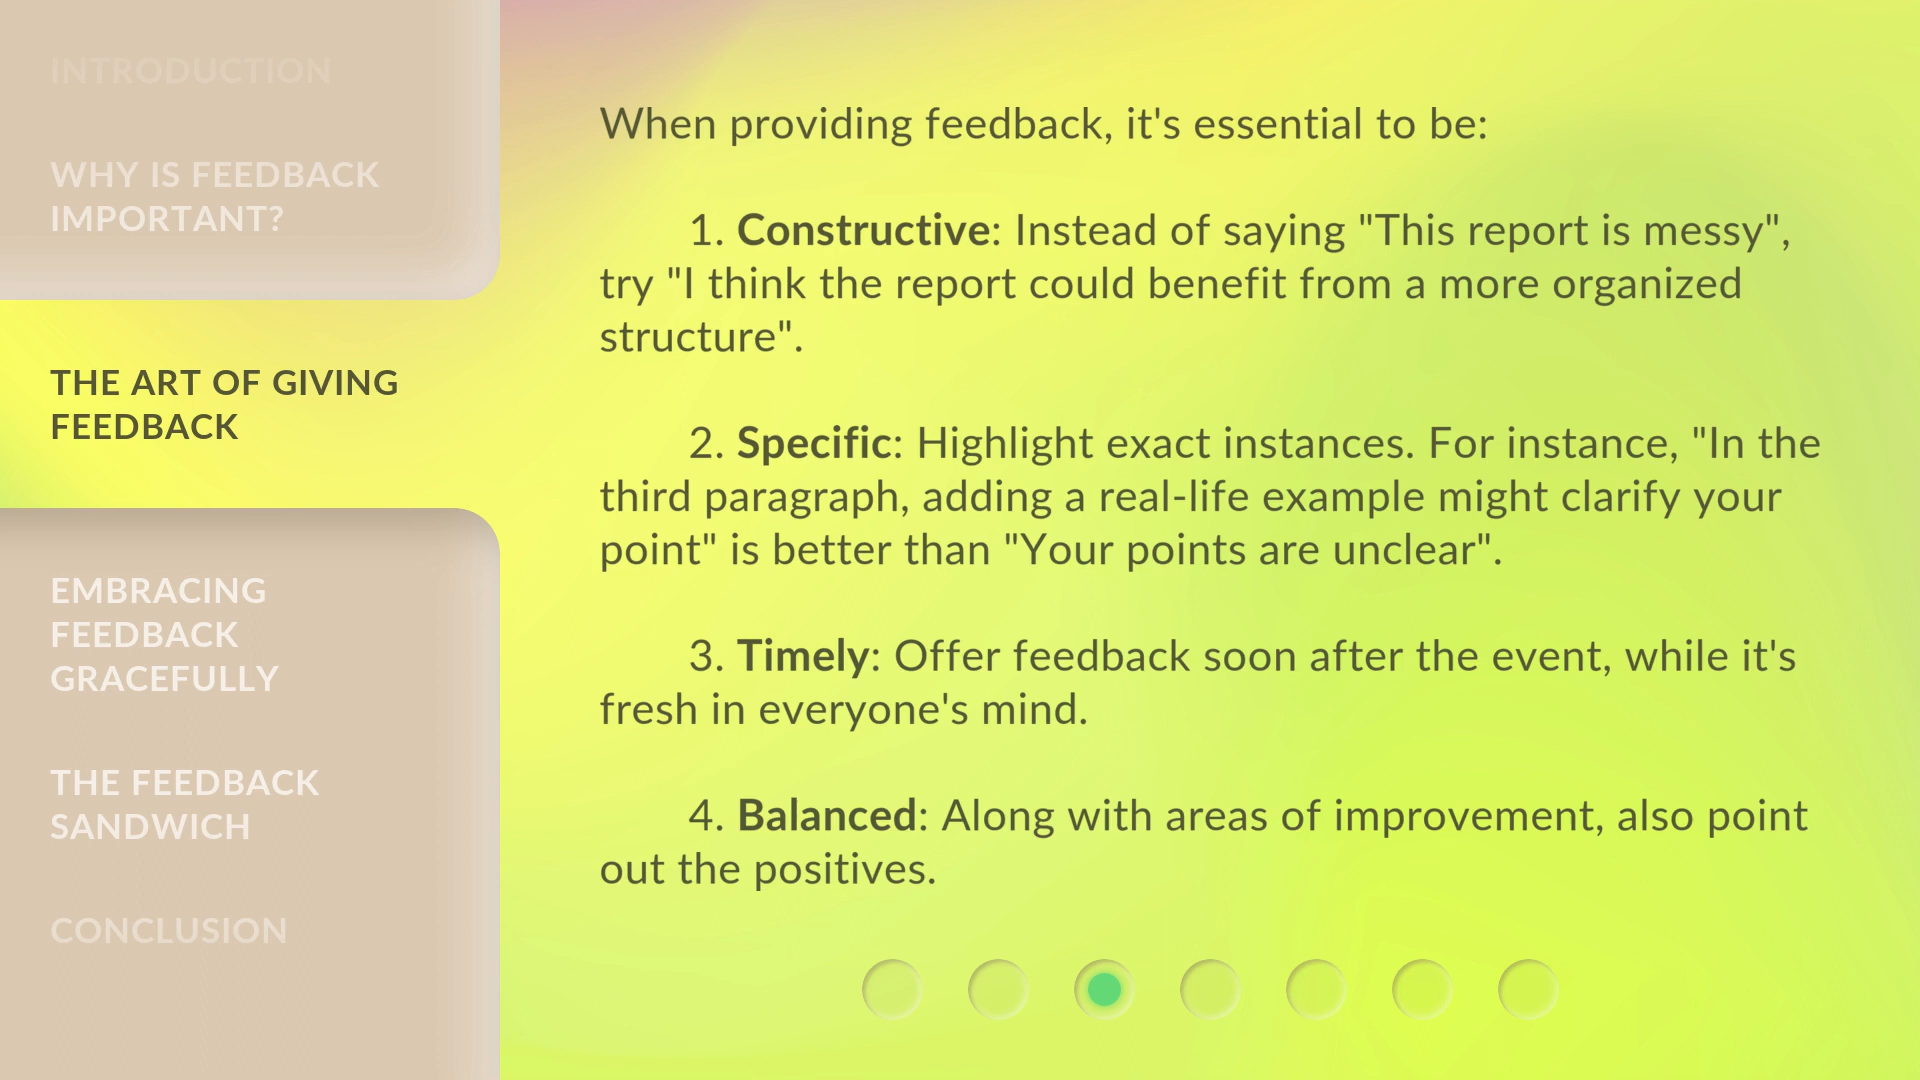 INTRODUCTION
WHY IS FEEDBACK
IMPORTANT?
THE ART OF GIVING
FEEDBACK
EMBRACING
FEEDBACK
GRACEFULLY
THE FEEDBACK
SANDWICH
CONCLUSION
When providing feedback, it's essential to be:
1. Constructive: Instead of saying "This report is messy",
try "I think the report could benefit from a more organized
structure".
2. Specific: Highlight exact instances. For instance, "In the
third paragraph, adding a real-life example might clarify your
point" is better than "Your points are unclear".
3. Timely: Offer feedback soon after the event, while it's
fresh in everyone's mind.
4. Balanced: Along with areas of improvement, also point
out the positives.